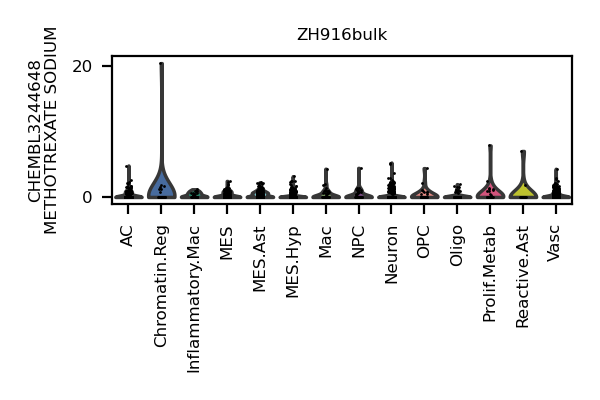 ZH916bulk
CHEMBL3244648
METHOTREXATE SODIUM
20
0
AC
Chromatin.Reg
Inflammatory.Mac
MES
MES.Ast
MES.Hyp
Mac
NPC
Neuron
OPC
Oligo
Prolif.Metab
Reactive.Ast
Vasc